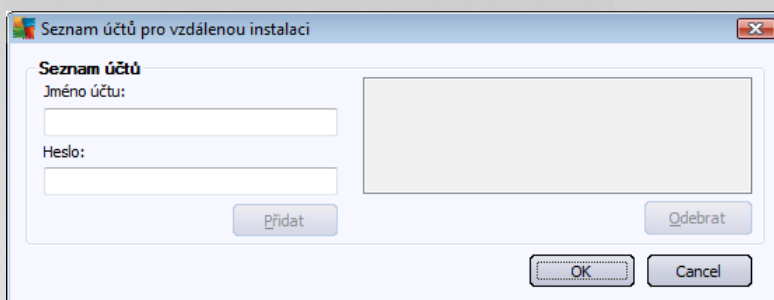 Seznam účtů pro vzdálenou instalaci
Seznam účtů
Jméno účtu:
Heslo:
Přidat
Odebrat
OK
Cancel